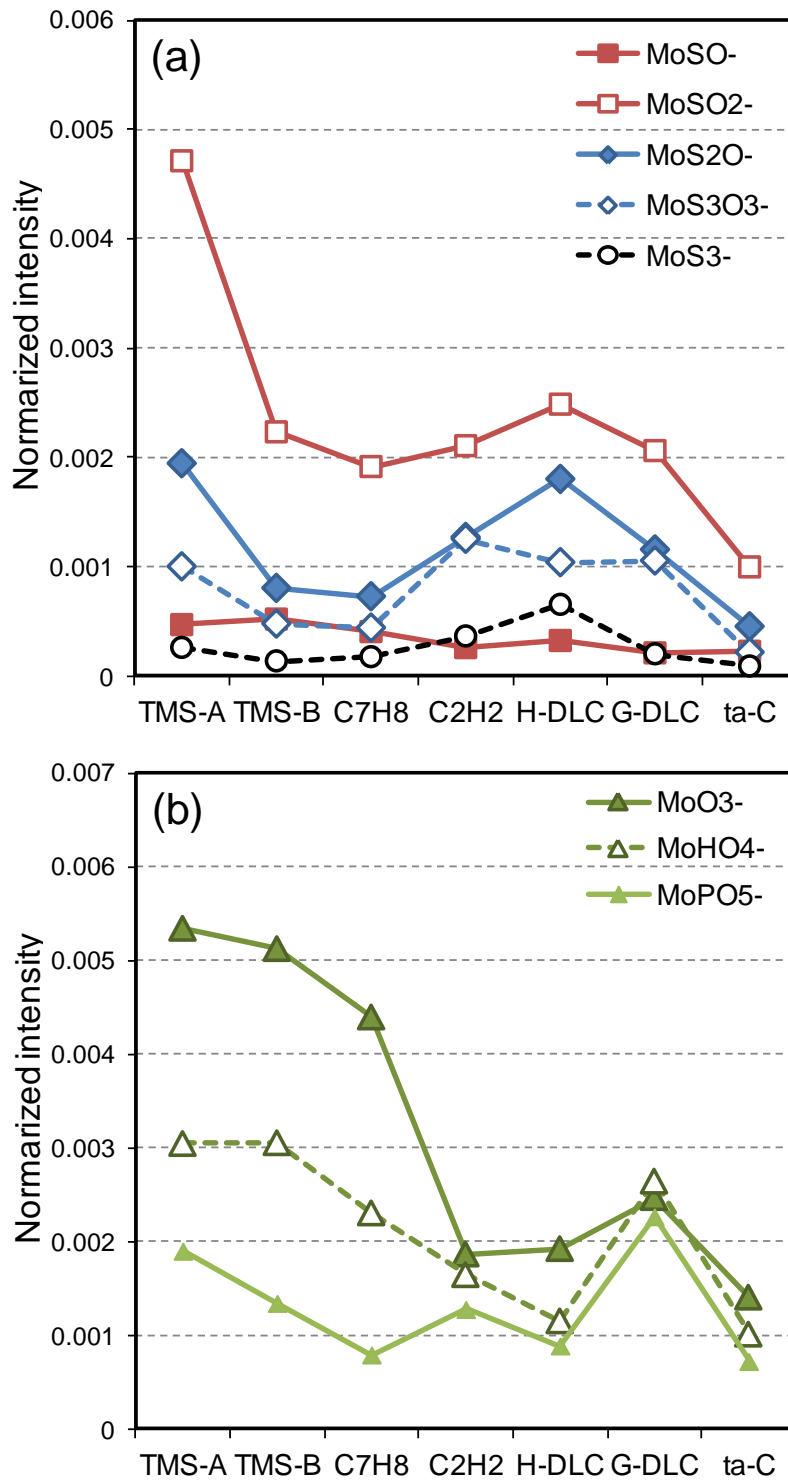 0.006
(a)
MoSO-
MoSO2-
0.005
MoS2O-
MoS3O3-
0.004
MoS3-
0.003
0.002
0.001
0
Normarized intensity
TMS-A TMS-B C7H8 C2H2 H-DLC G-DLC ta-C
0.007
(b)
MoO3-
MoHO4-
0.006
MoPO5-
0.005
0.004
0.003
0.002
0.001
0
Normarized intensity
TMS-A TMS-B C7H8 C2H2 H-DLC G-DLC ta-C